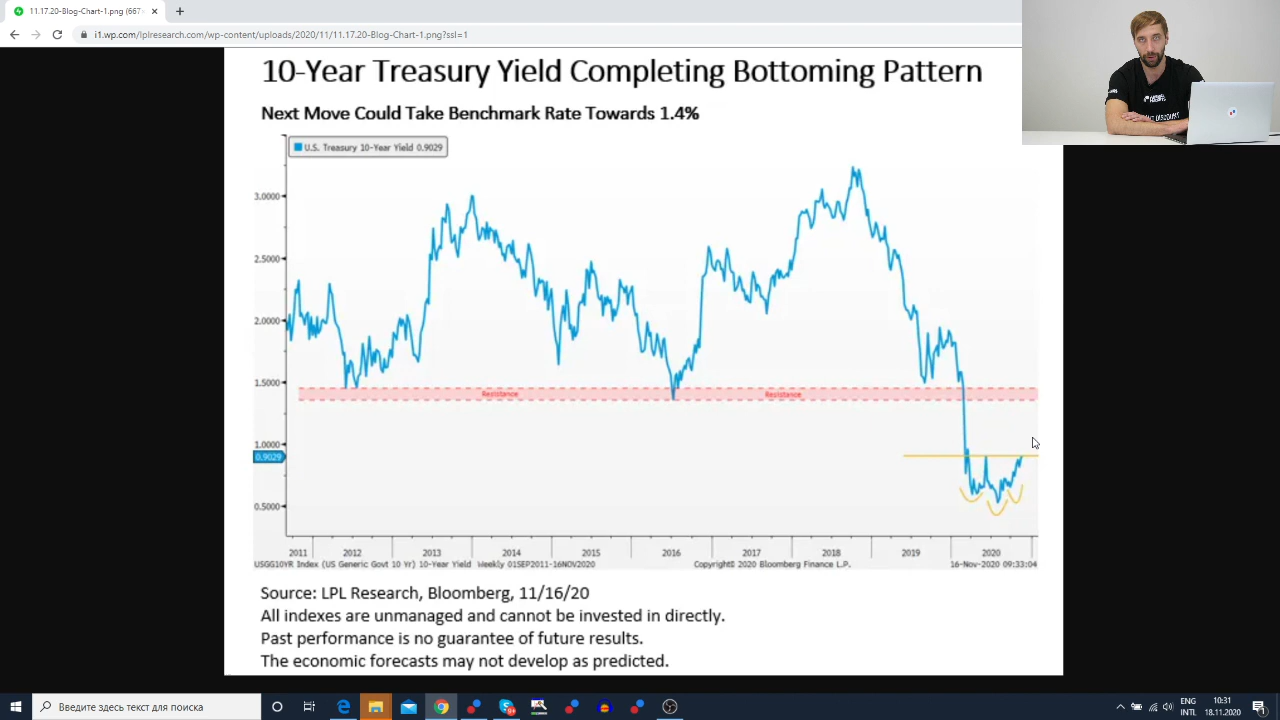 11.17.20-Blog-Chart-1.png (667×
i1.wp.com/lplresearch.com/wp-content/uploads/2020/11/11.17.20-Blog-Chart-1.png?ssl=1
10-Year Treasury Yield Completing Bottoming Pattern
Next Move Could Take Benchmark Rate Towards 1.4%
U.S. Treasury 10-Year Yield 0.9029
3.0000
2.5000
2.0000
1.5000
Resistance Resistance
1.0000
0.9029
0.5000
2011 2012 2013 2014 2015 2016 2017 2018 2019 2020
USGG10YR Index (US Generic Govt 10 Yr) 10-Year Yield Weekly 01SEP2011-16NOV2020 Copyright© 2020 Bloomberg Finance L.P. 16-Nov-2020 09:33:04
Source: LPL Research, Bloomberg, 11/16/20
All indexes are unmanaged and cannot be invested in directly.
Past performance is no guarantee of future results.
The economic forecasts may not develop as predicted.
Введите здесь текст для поиска
ENG 10:31
INTL 18.11.2020